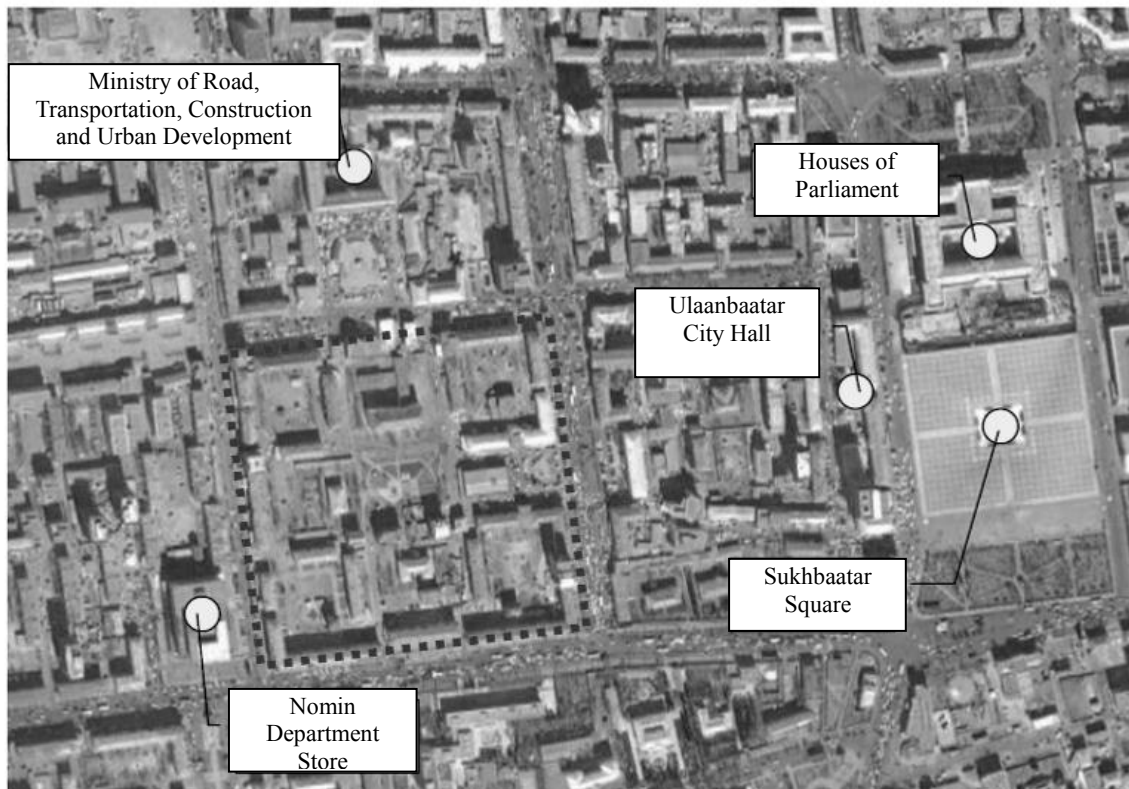 Ministry of Road,
Transportation, Construction
and Urban Development
Houses of
Parliament
Ulaanbaatar
City Hall
Sukhbaatar
Square
Nomin
Department
Store